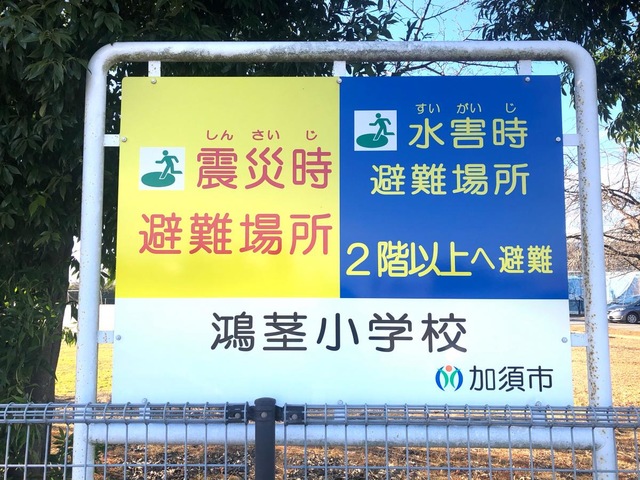 しんさいじ
震災時
避難場所
すいがいじ
水害時
避難場所
2階以上へ避難
鴻茎小学校
加須市